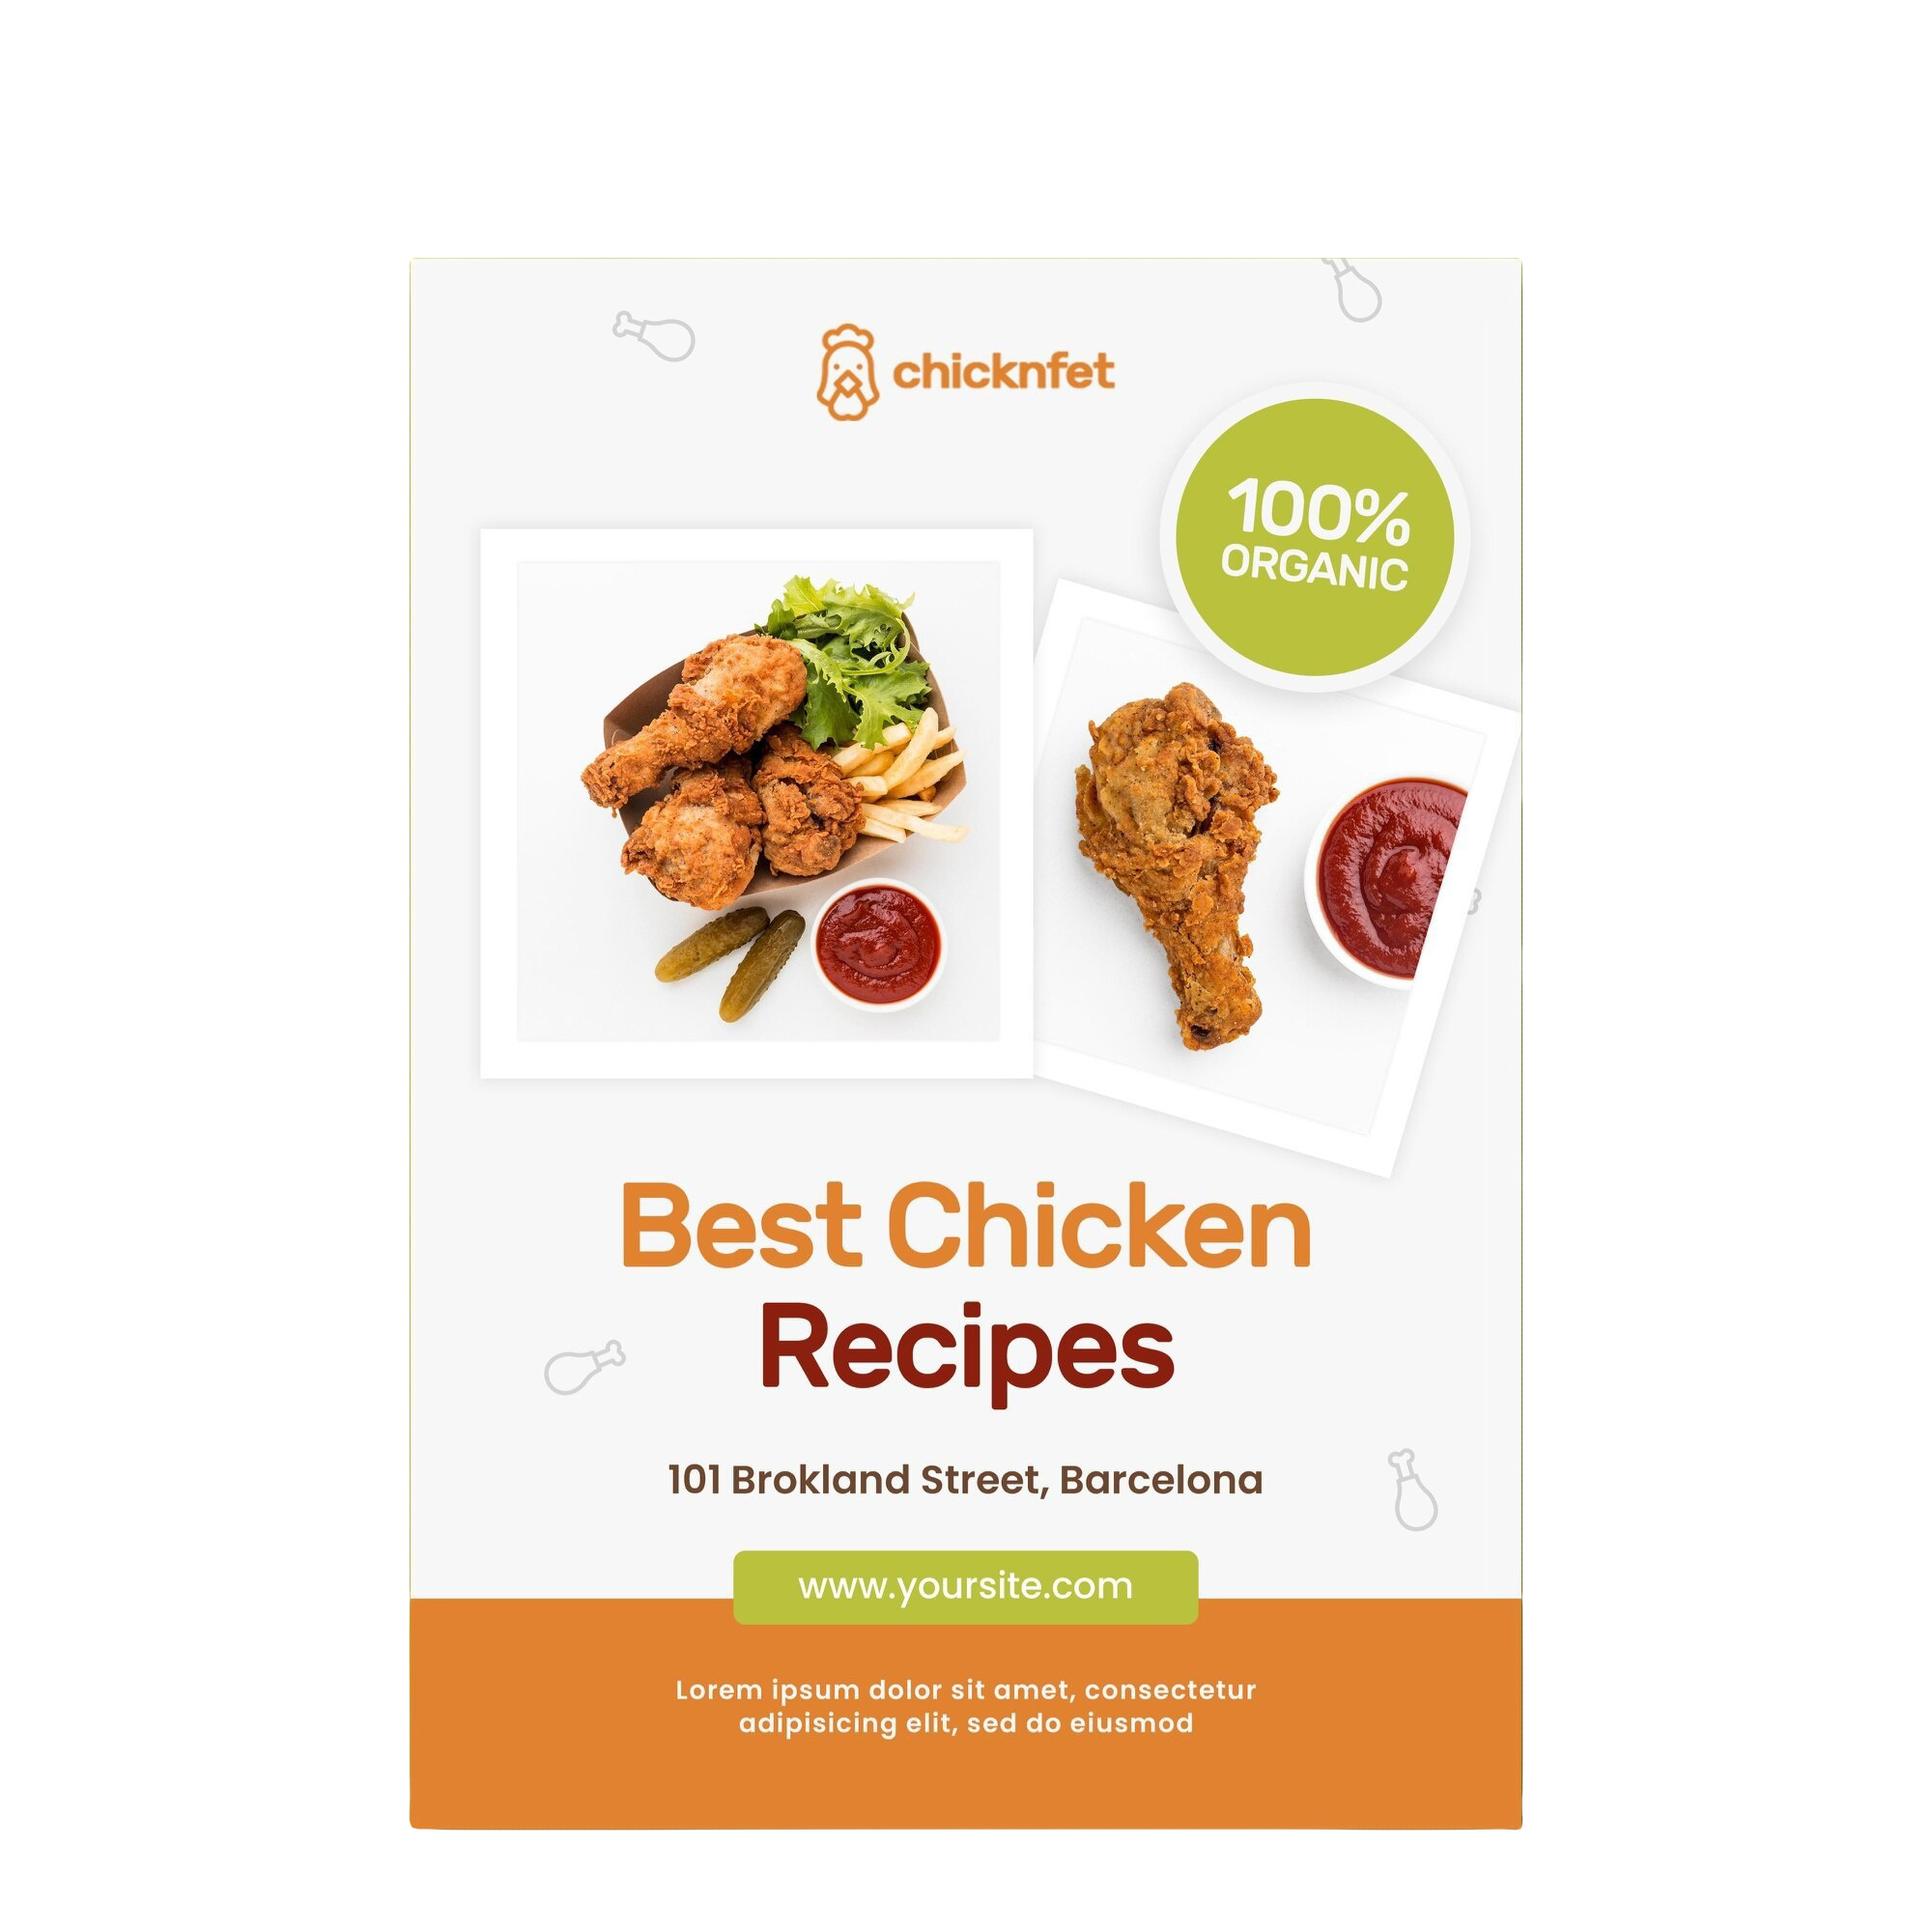 chicknfet
100%
ORGANIC
Best Chicken
Recipes
101 Brokland Street, Barcelona
www.yoursite.com
Lorem ipsum dolor sit amet, consectetur
adipisicing elit, sed do eiusmod